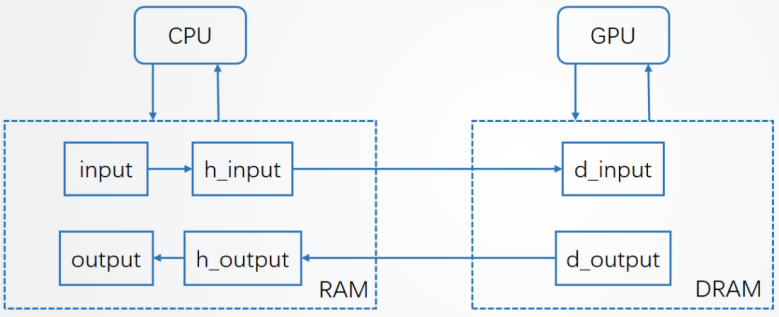 CPU
GPU
input
h_input
d_input
output
h_output
d_output
RAM
DRAM